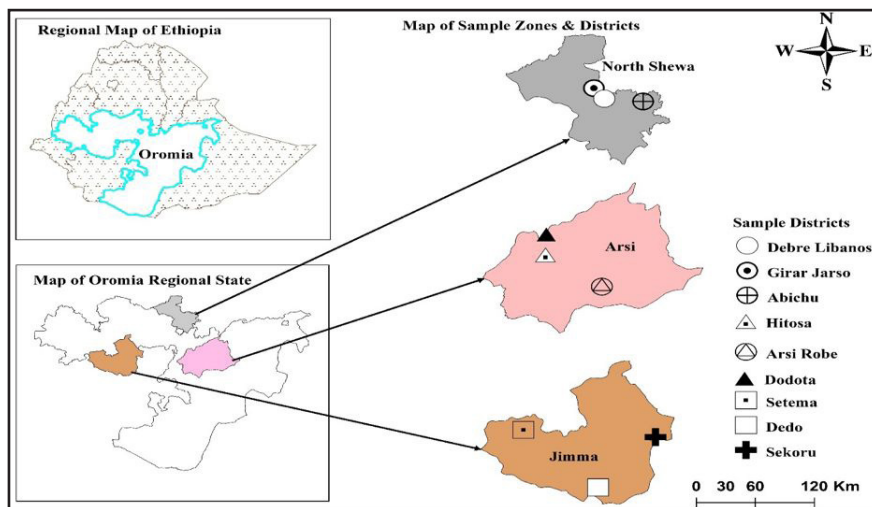 Regional Map of Ethiopia
Oromia
Map of Oromia Regional State
Map of Sample Zones & Districts
North Shewa
Arsi
Jimma
N
W E
S
Sample Districts
Debre Libanos
Girar Jarso
Abichu
Hitosa
Arsi Robe
Dodota
Setema
Dedo
Sekoru
0 30 60 120 Km